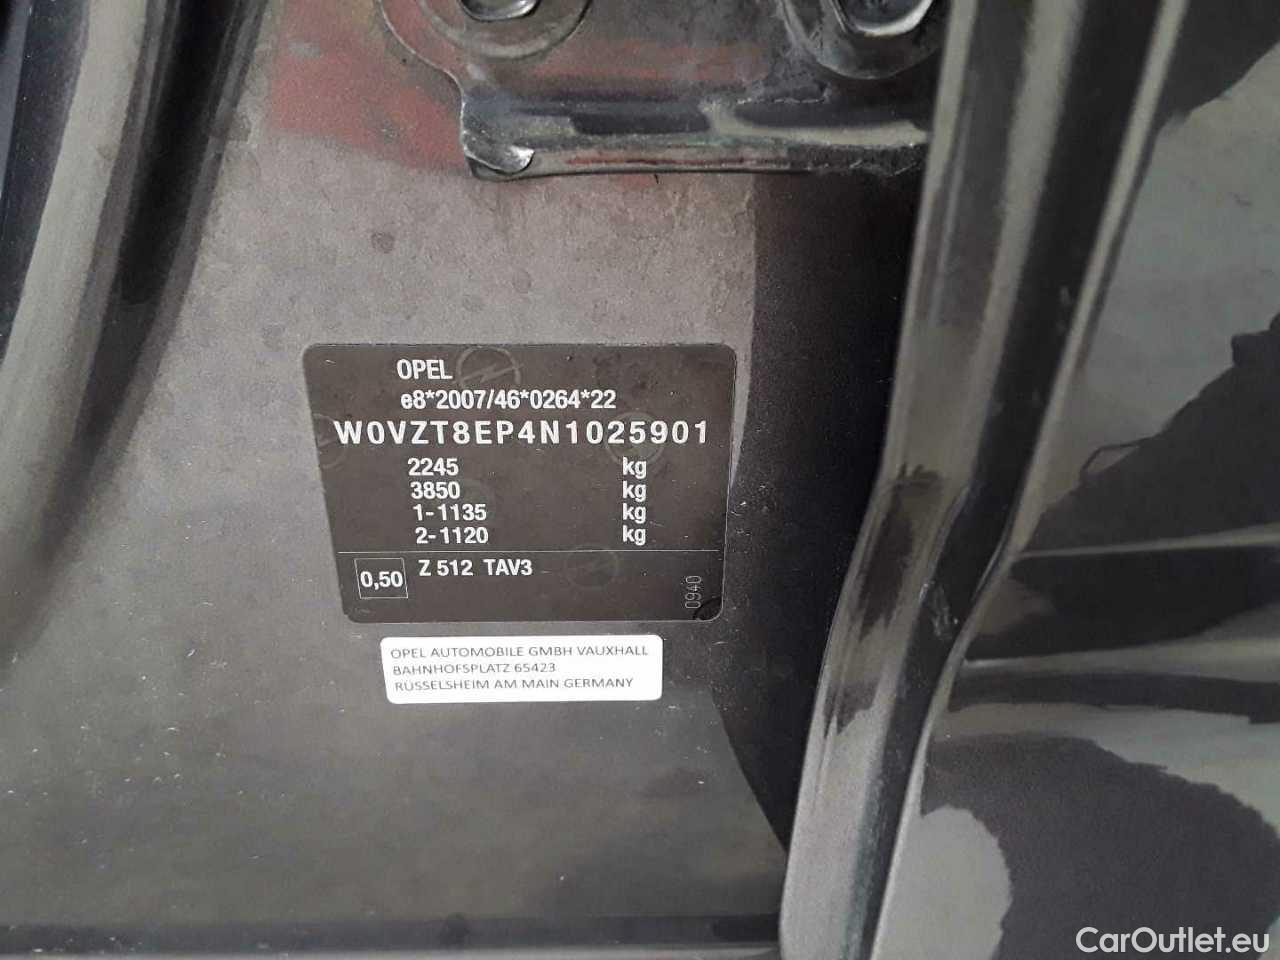 OPEL
e8*2007/46*0264*22
W0VZT8EP4N1025901
2245 kg
3850 kg
1-1135 kg
2-1120 kg
0,50 Z 512 TAV3
0940
OPEL AUTOMOBILE GMBH VAUXHALL
BAHNHOFSPLATZ 65423
RÜSSELSHEIM AM MAIN GERMANY
CarOutlet.eu